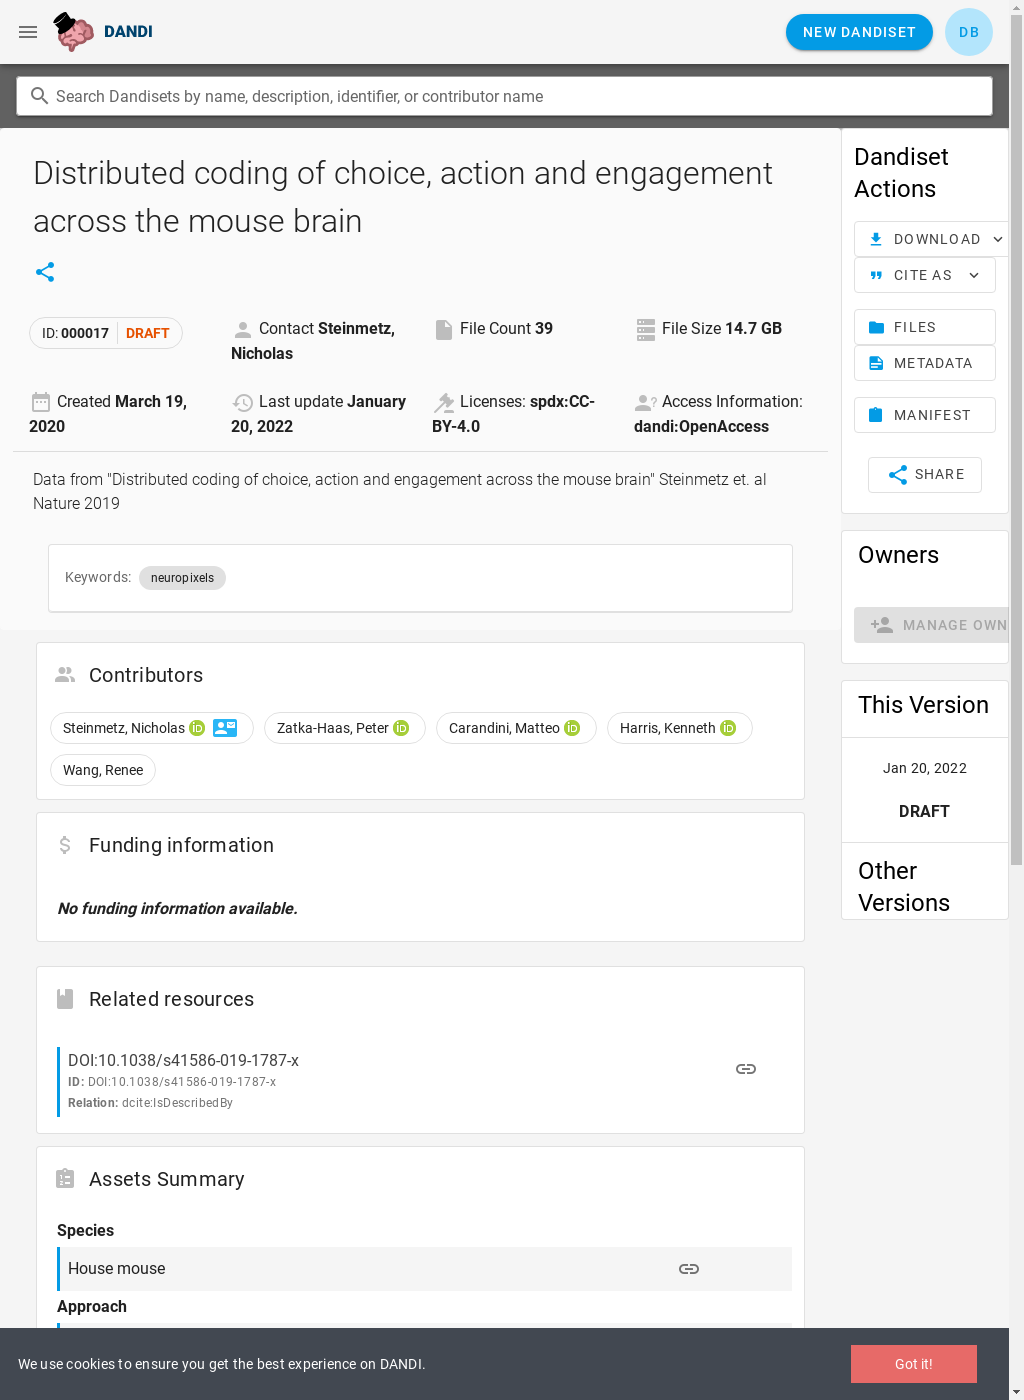 DANDI
NEW DANDISET
DB
Search Dandisets by name, description, identifier, or contributor name
Distributed coding of choice, action and engagement
across the mouse brain
ID: 000017 DRAFT
Contact Steinmetz,
Nicholas
File Count 39
File Size 14.7 GB
Created March 19,
2020
Last update January
20, 2022
Licenses: spdx:CC-
BY-4.0
Access Information:
dandi:OpenAccess
Data from "Distributed coding of choice, action and engagement across the mouse brain" Steinmetz et. al
Nature 2019
Keywords: neuropixels
Contributors
Steinmetz, Nicholas iD Zatka-Haas, Peter iD Carandini, Matteo iD Harris, Kenneth iD
Wang, Renee
Funding information
No funding information available.
Related resources
DOI:10.1038/s41586-019-1787-x
ID: DOI:10.1038/s41586-019-1787-x
Relation: dcite:IsDescribedBy
Assets Summary
Species
House mouse
Approach
Dandiset
Actions
DOWNLOAD
CITE AS
FILES
METADATA
MANIFEST
SHARE
Owners
MANAGE OWN
This Version
Jan 20, 2022
DRAFT
Other
Versions
We use cookies to ensure you get the best experience on DANDI.
Got it!